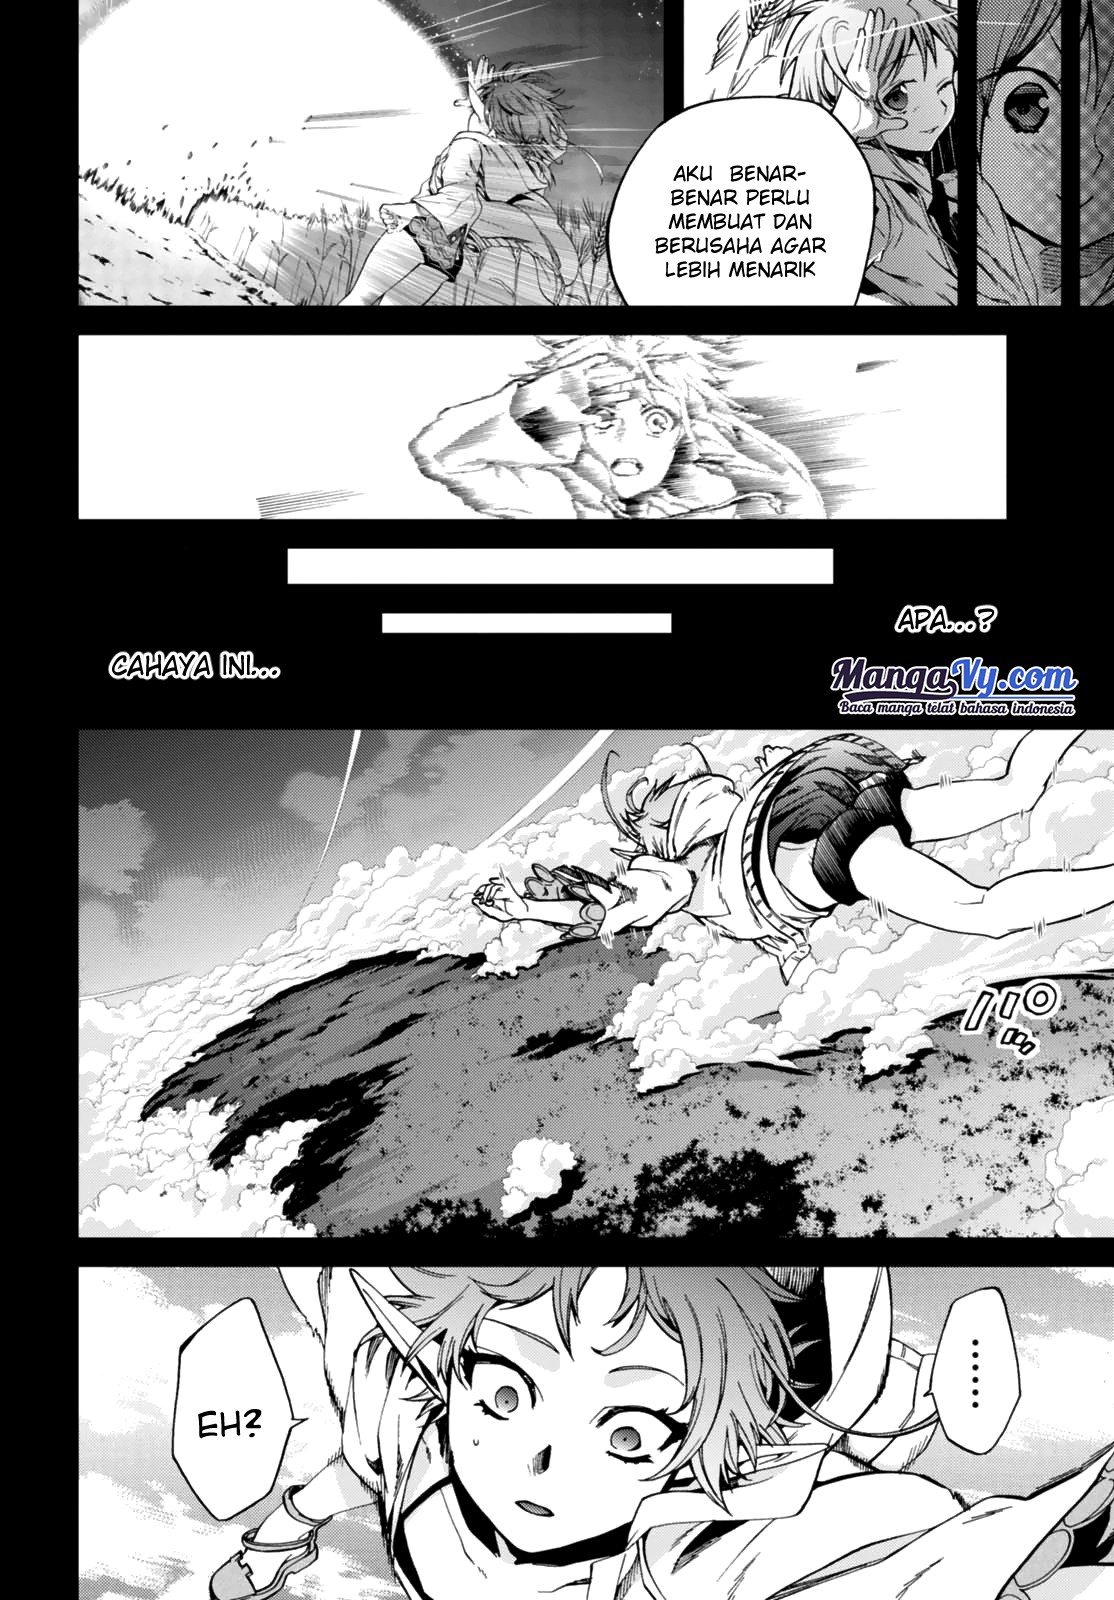 AKU BENAR-
BENAR PERLU
MEMBUAT DAN
BERUSAHA AGAR
LEBIH MENARIK
APA...?
CAHAYA INI...
MangaVy.com
Baca manga telat bahasa indonesia
......
EH?